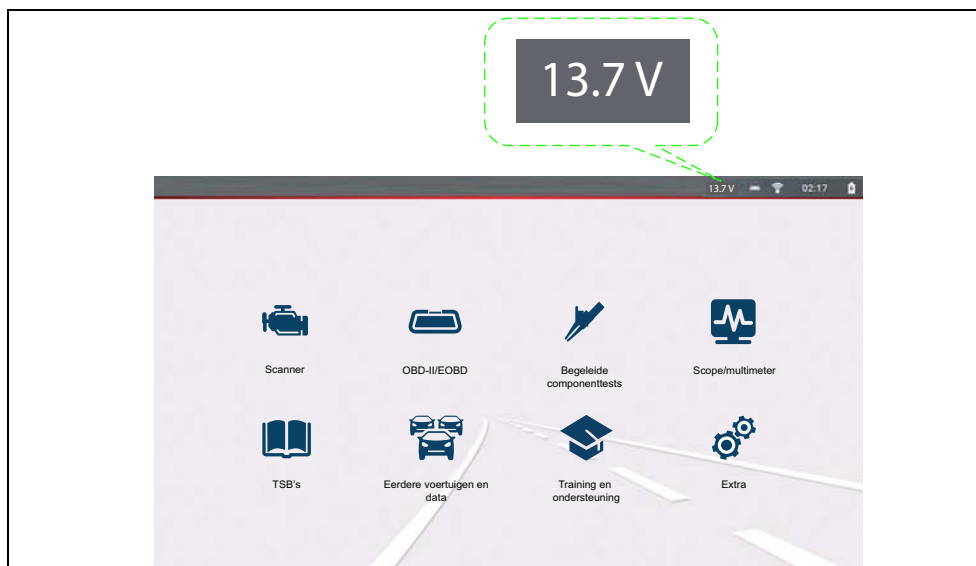 13.7 V
13.7 V 02:17
Scanner
OBD-II/EOBD
Begeleide
componenttests
Scope/multimeter
TSB's
Eerdere voertuigen en
data
Training en
ondersteuning
Extra